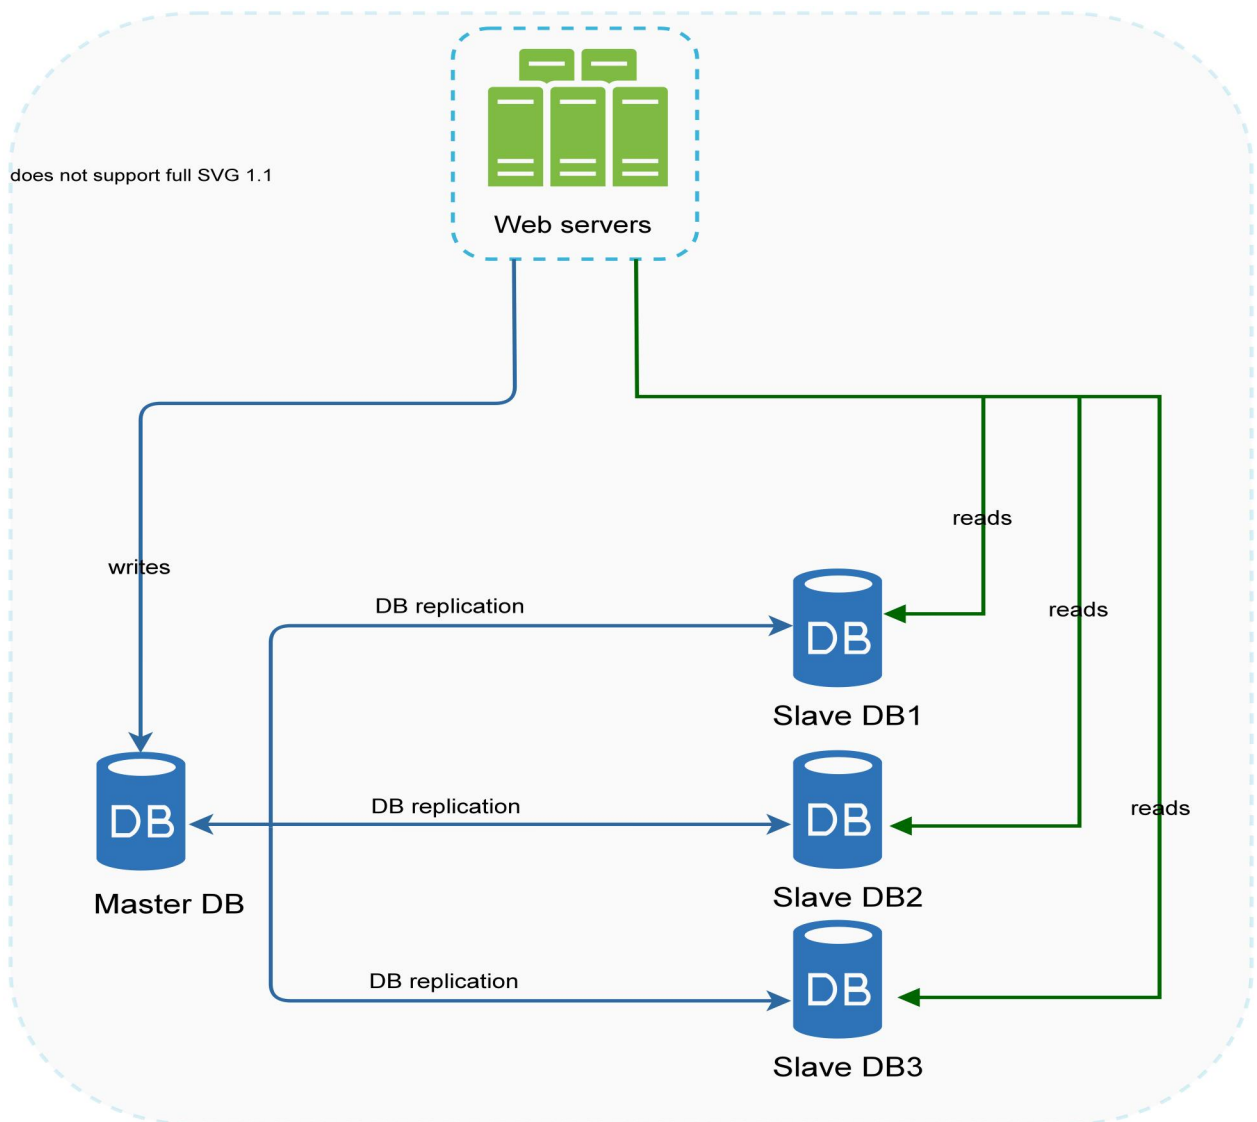 does not support full SVG 1.1
Web servers
reads
writes
DB replication
reads
DB
Slave DB1
DB replication
reads
DB
DB
Master DB
Slave DB2
DB replication
DB
Slave DB3